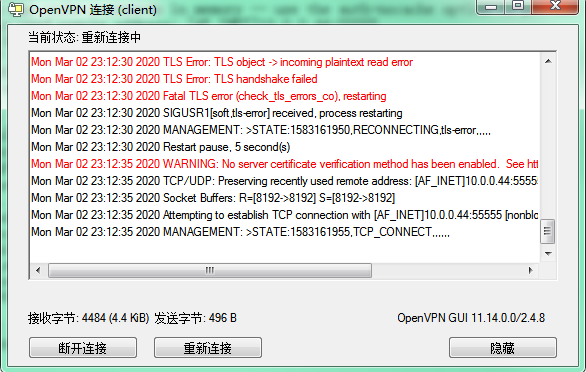 OpenVPN 连接 (client)
当前状态: 重新连接中
Mon Mar 02 23:12:30 2020 TLS Error: TLS object -> incoming plaintext read error
Mon Mar 02 23:12:30 2020 TLS Error: TLS handshake failed
Mon Mar 02 23:12:30 2020 Fatal TLS error (check_tls_errors_co), restarting
Mon Mar 02 23:12:30 2020 SIGUSR1[soft,tls-error] received, process restarting
Mon Mar 02 23:12:30 2020 MANAGEMENT: >STATE:1583161950,RECONNECTING,tls-error,,,,,
Mon Mar 02 23:12:30 2020 Restart pause, 5 second(s)
Mon Mar 02 23:12:35 2020 WARNING: No server certificate verification method has been enabled.  See htt
Mon Mar 02 23:12:35 2020 TCP/UDP: Preserving recently used remote address: [AF_INET]10.0.0.44:5555
Mon Mar 02 23:12:35 2020 Socket Buffers: R=[8192->8192] S=[8192->8192]
Mon Mar 02 23:12:35 2020 Attempting to establish TCP connection with [AF_INET]10.0.0.44:55555 [nonbloc
Mon Mar 02 23:12:35 2020 MANAGEMENT: >STATE:1583161955,TCP_CONNECT,,,,,,
接收字节: 4484 (4.4 KiB) 发送字节: 496 B
OpenVPN GUI 11.14.0.0/2.4.8
断开连接
重新连接
隐藏